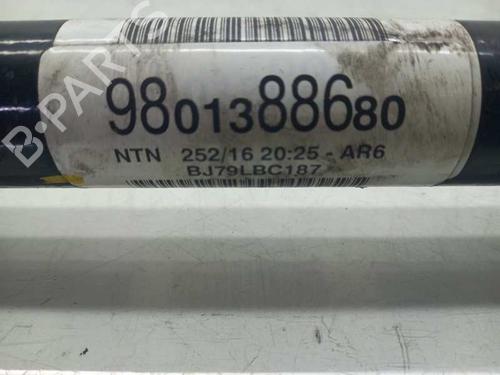 9801388680
NTN 252/16 20:25 - AR6
BJ79LBC187
B-PARTS